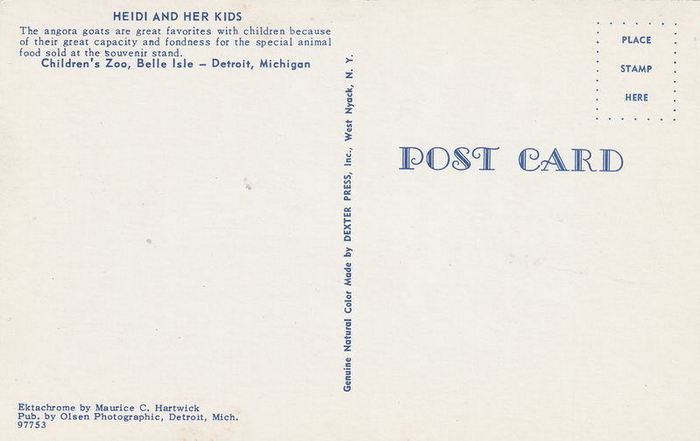 HEIDI AND HER KIDS
The angora goats are great favorites with children because
of their great capacity and fondness for the special animal
food sold at the souvenir stand.
Children's Zoo, Belle Isle — Detroit, Michigan
Ektachrome by Maurice C. Hartwick
Pub. by Olsen Photographic, Detroit, Mich.
97753
Genuine Natural Color Made by DEXTER PRESS, Inc., West Nyack, N. Y.
PLACE
STAMP
HERE
POST CARD